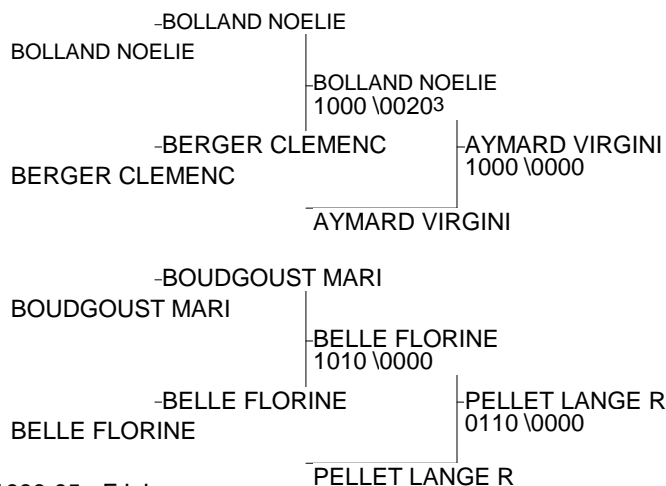 BOLLAND NOELIE
BOLLAND NOELIE
BOLLAND NOELIE
1000 \00203
BERGER CLEMENC
AYMARD VIRGINI
1000 \0000
BERGER CLEMENC
AYMARD VIRGINI
BOUDGOUST MARI
BOUDGOUST MARI
BELLE FLORINE
1010 \0000
BELLE FLORINE
PELLET LANGE R
0110 \0000
BELLE FLORINE
PELLET LANGE R